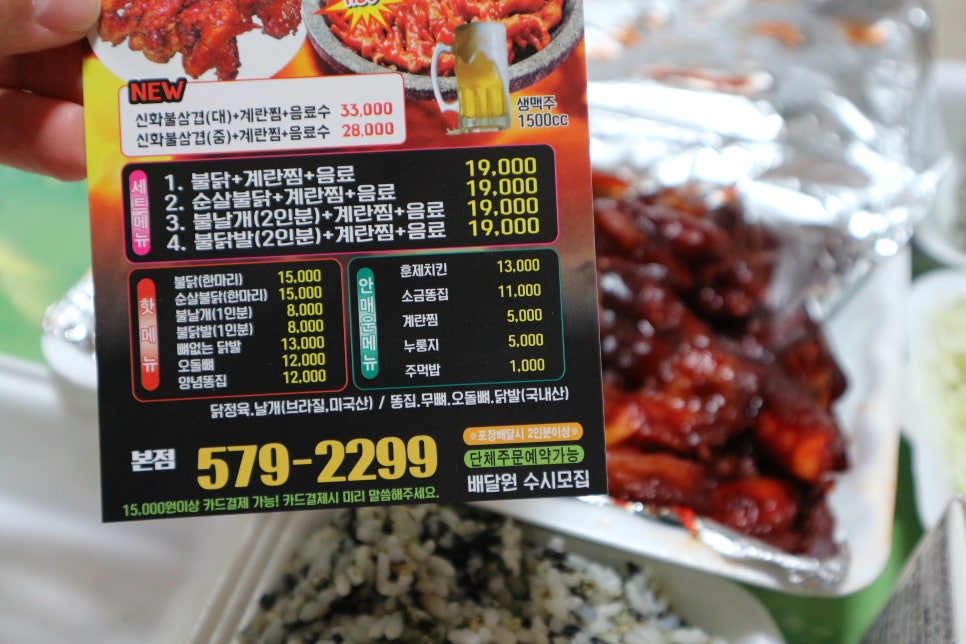 NEW
신화불삼겹(대)+계란찜+음료수 33,000
신화불삼겹(중)+계란찜+음료수 28,000
생맥주
1500cc
세트메뉴
1. 불닭+계란찜+음료 19,000
2. 순살불닭+계란찜+음료 19,000
3. 불날개(2인분)+계란찜+음료 19,000
4. 불닭발(2인분)+계란찜+음료 19,000
핫메뉴
불닭(한마리) 15,000
순살불닭(한마리) 15,000
불날개(1인분) 8,000
불닭발(1인분) 8,000
뼈없는 닭발 13,000
오돌뼈 12,000
양념똥집 12,000
안매운메뉴
훈제치킨 13,000
소금똥집 11,000
계란찜 5,000
누룽지 5,000
주먹밥 1,000
닭정육,날개(브라질,미국산) / 똥집.무뼈.오돌뼈.닭발(국내산)
본점 579-2299
※포장배달시 2인분이상※
단체주문예약가능
배달원 수시모집
15.000원이상 카드결제 가능! 카드결제시 미리 말씀해주세요.